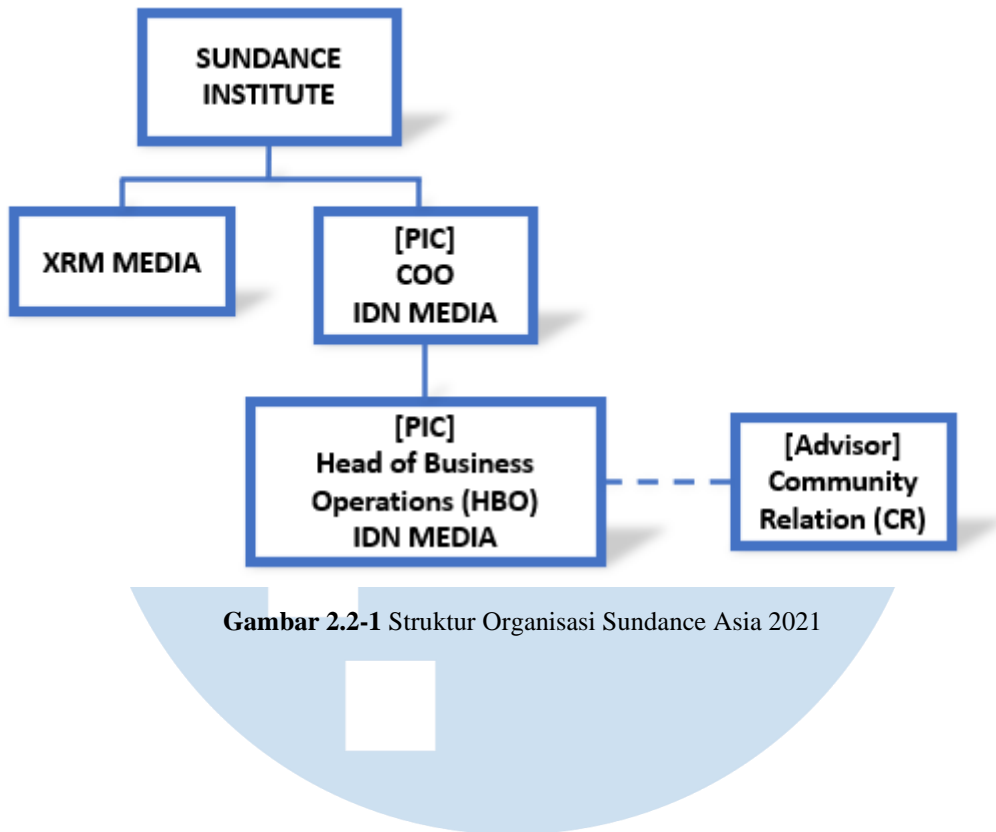 SUNDANCE
INSTITUTE
XRM MEDIA
[PIC]
COO
IDN MEDIA
[PIC]
Head of Business
Operations (HBO)
IDN MEDIA
[Advisor]
Community
Relation (CR)
Gambar 2.2-1 Struktur Organisasi Sundance Asia 2021